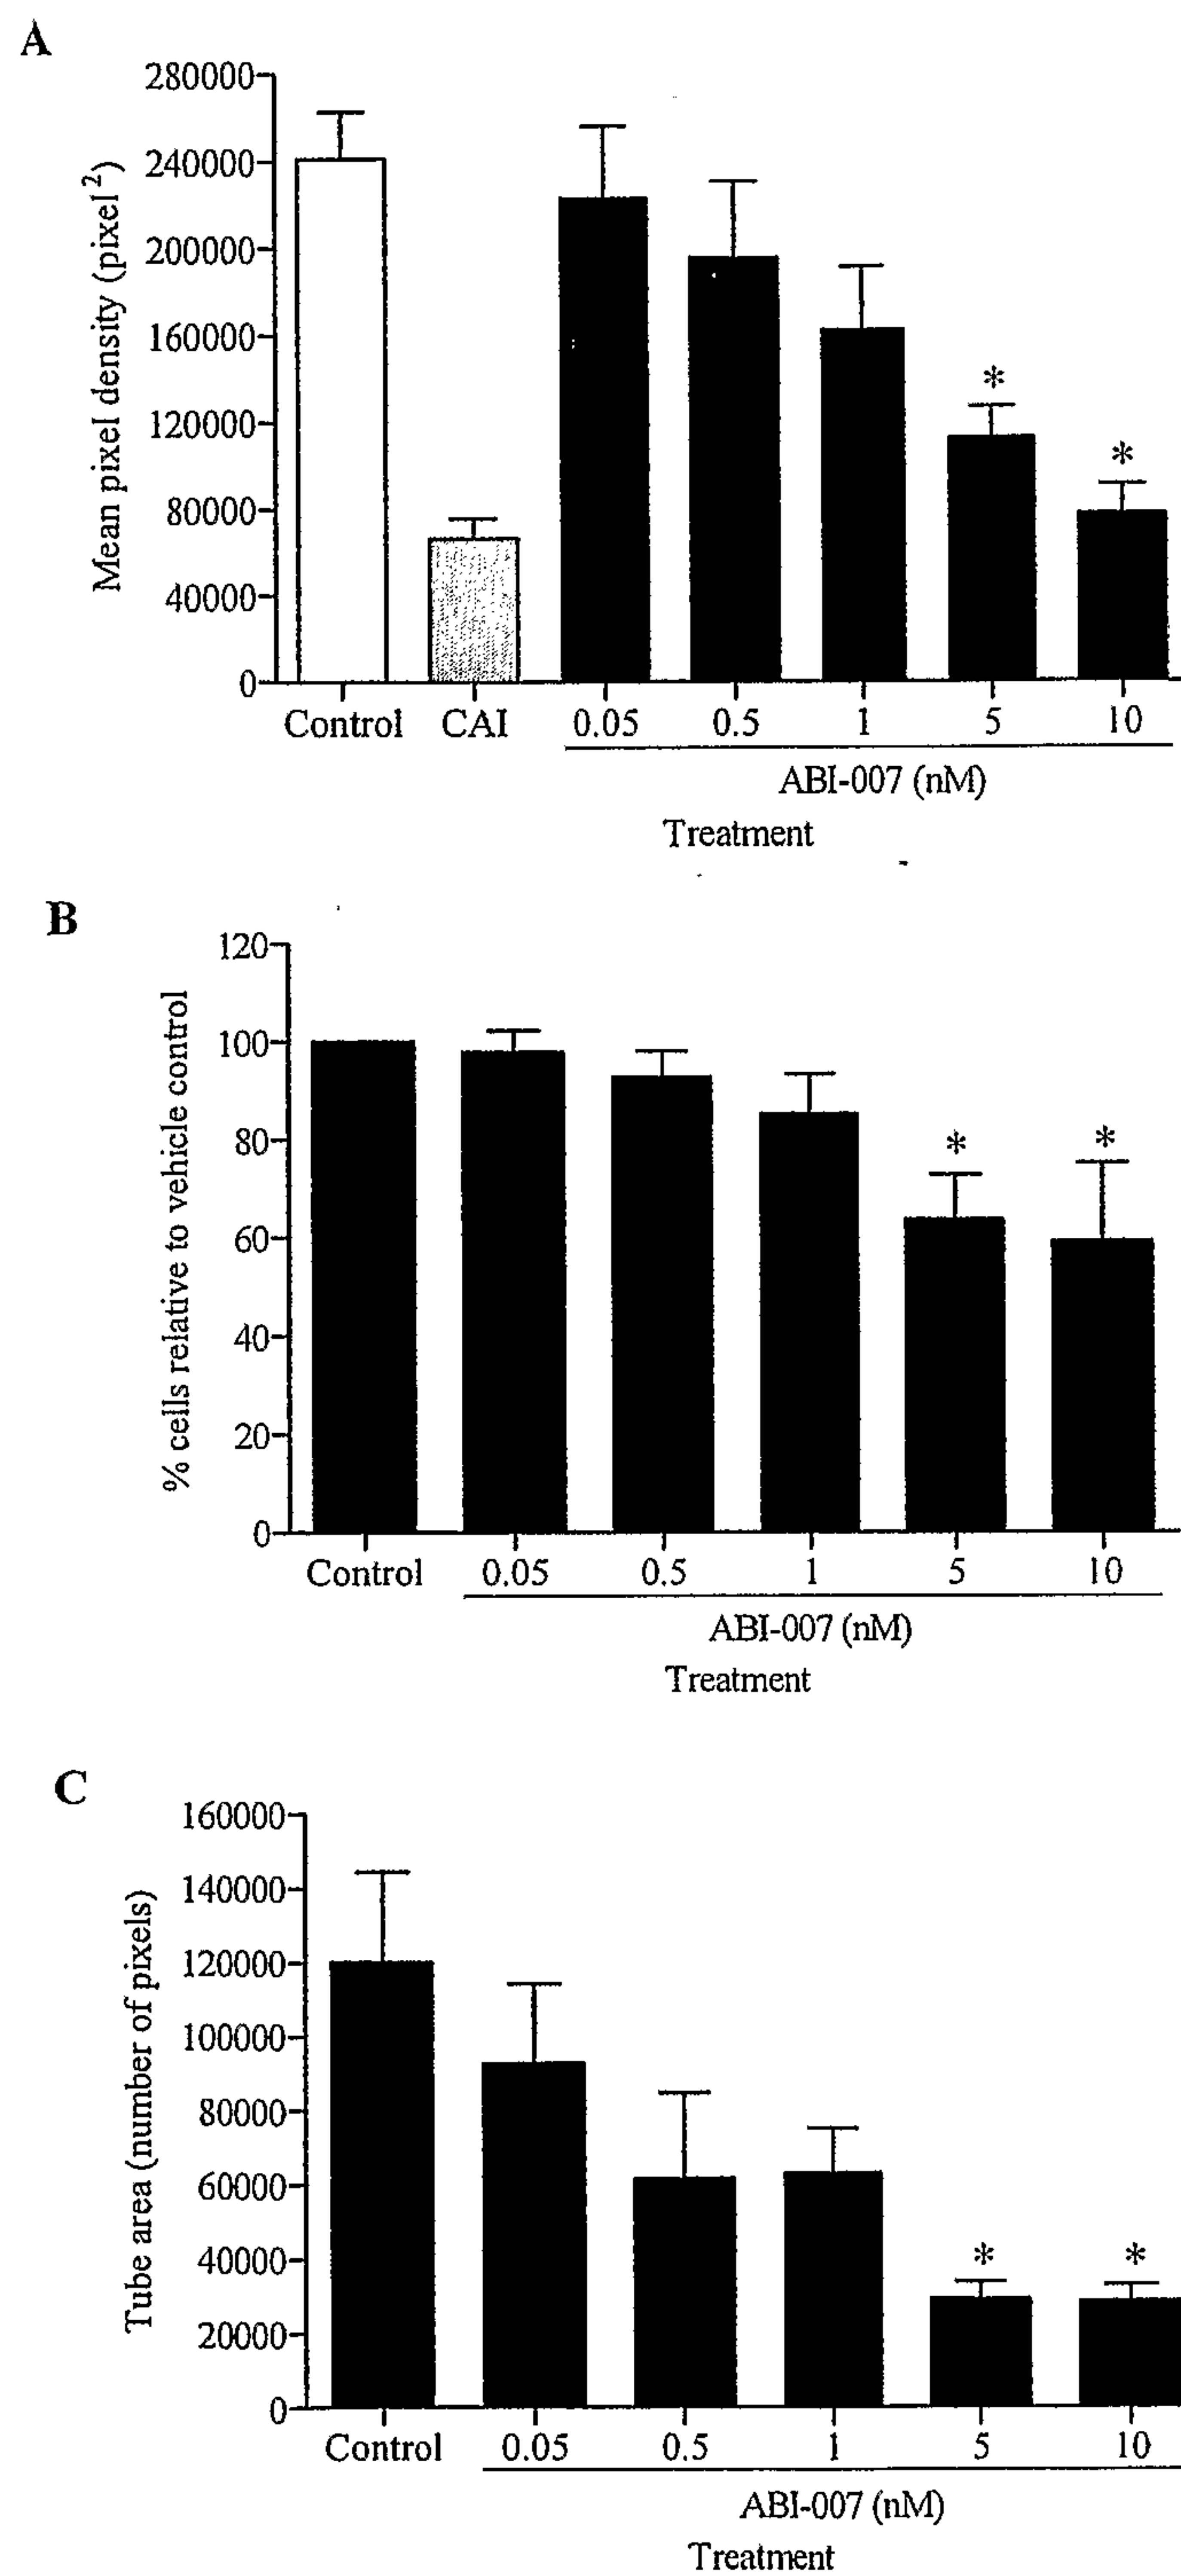 A
280000
240000
200000
160000
120000
80000
40000
0
Mean pixel density (pixel²)
* *
Control CAI 0.05 0.5 1 5 10
ABI-007 (nM)
Treatment
B
120
100
80
60
40
20
0
% cells relative to vehicle control
* *
Control 0.05 0.5 1 5 10
ABI-007 (nM)
Treatment
C
160000
140000
120000
100000
80000
60000
40000
20000
0
Tube area (number of pixels)
* *
Control 0.05 0.5 1 5 10
ABI-007 (nM)
Treatment